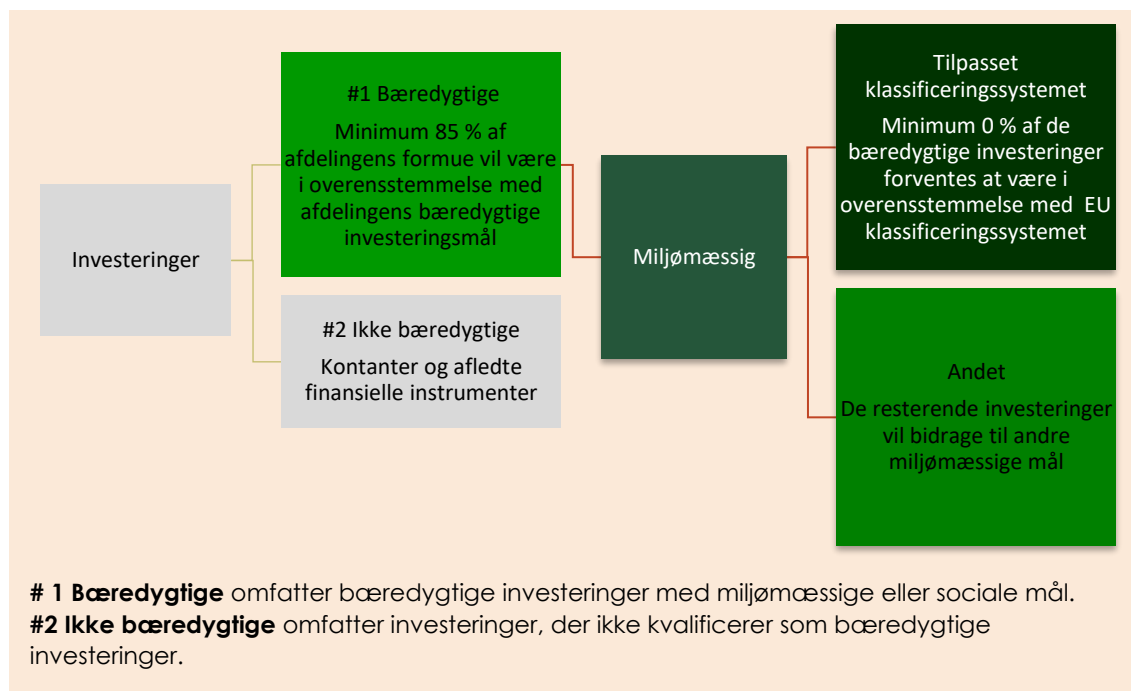 Investeringer
#1 Bæredygtige
Minimum 85 % af
afdelingens formue vil være
i overensstemmelse med
afdelingens bæredygtige
investeringsmål
#2 Ikke bæredygtige
Kontanter og afledte
finansielle instrumenter
Miljømæssig
Tilpasset
klassificeringssystemet
Minimum 0 % af de
bæredygtige investeringer
forventes at være i
overensstemmelse med EU
klassificeringssystemet
Andet
De resterende investeringer
vil bidrage til andre
miljømæssige mål
# 1 Bæredygtige omfatter bæredygtige investeringer med miljømæssige eller sociale mål.
#2 Ikke bæredygtige omfatter investeringer, der ikke kvalificerer som bæredygtige
investeringer.